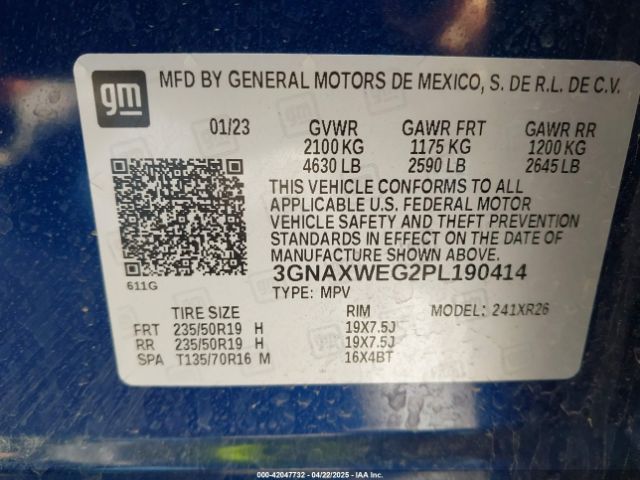 gm
MFD BY GENERAL MOTORS DE MEXICO, S. DE R.L. DE C.V.
01/23 GVWR GAWR FRT GAWR RR
2100 KG 1175 KG 1200 KG
4630 LB 2590 LB 2645 LB
THIS VEHICLE CONFORMS TO ALL
APPLICABLE U.S. FEDERAL MOTOR
VEHICLE SAFETY AND THEFT PREVENTION
STANDARDS IN EFFECT ON THE DATE OF
MANUFACTURE SHOWN ABOVE.
3GNAXWEG2PL190414
611G
TYPE: MPV
TIRE SIZE RIM MODEL: 241XR26
FRT 235/50R19 H 19X7.5J
RR 235/50R19 H 19X7.5J
SPA T135/70R16 M 16X4BT
000-42047732 - 04/22/2025 - IAA Inc.